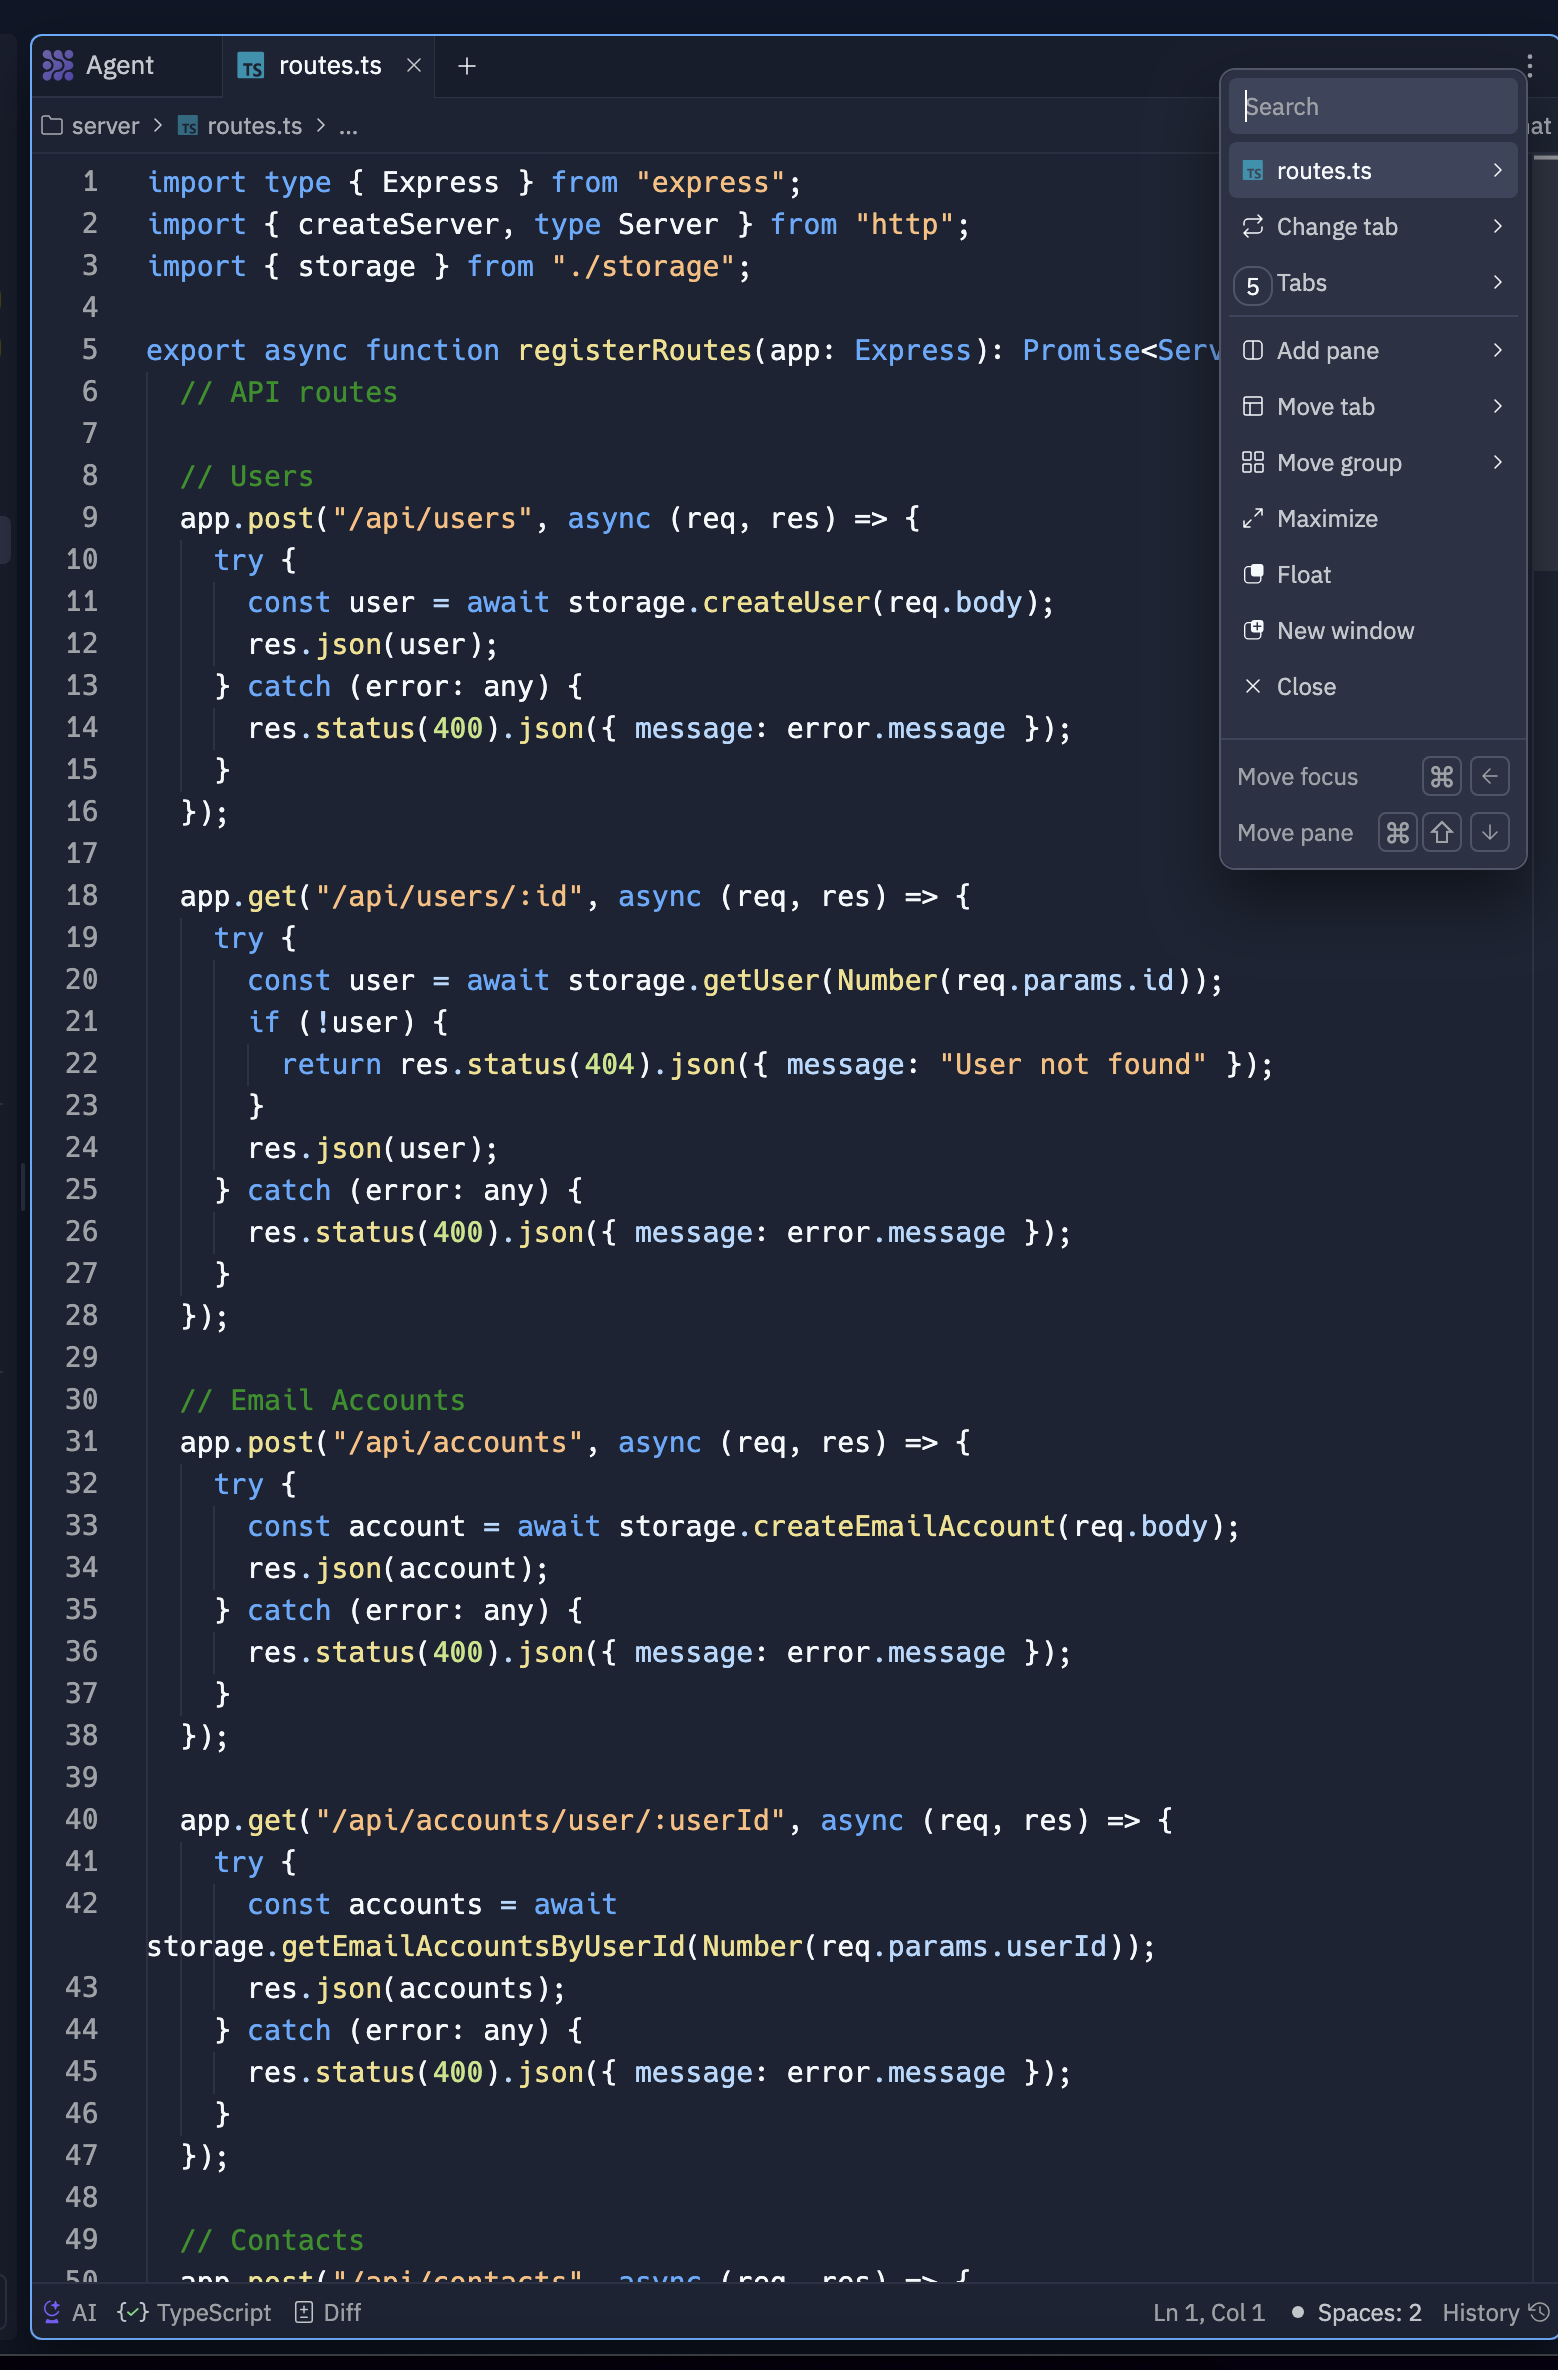 Agent
TS routes.ts × +
server > TS routes.ts > ...
1 import type { Express } from "express";
2 import { createServer, type Server } from "http";
3 import { storage } from "./storage";
4
5 export async function registerRoutes(app: Express): Promise<Serv
6   // API routes
7
8   // Users
9   app.post("/api/users", async (req, res) => {
10     try {
11       const user = await storage.createUser(req.body);
12       res.json(user);
13     } catch (error: any) {
14       res.status(400).json({ message: error.message });
15     }
16   });
17
18   app.get("/api/users/:id", async (req, res) => {
19     try {
20       const user = await storage.getUser(Number(req.params.id));
21       if (!user) {
22         return res.status(404).json({ message: "User not found" });
23       }
24       res.json(user);
25     } catch (error: any) {
26       res.status(400).json({ message: error.message });
27     }
28   });
29
30   // Email Accounts
31   app.post("/api/accounts", async (req, res) => {
32     try {
33       const account = await storage.createEmailAccount(req.body);
34       res.json(account);
35     } catch (error: any) {
36       res.status(400).json({ message: error.message });
37     }
38   });
39
40   app.get("/api/accounts/user/:userId", async (req, res) => {
41     try {
42       const accounts = await
storage.getEmailAccountsByUserId(Number(req.params.userId));
43       res.json(accounts);
44     } catch (error: any) {
45       res.status(400).json({ message: error.message });
46     }
47   });
48
49   // Contacts
50   app.post("/api/contacts", async (req, res) => {
Search
TS routes.ts
Change tab
5 Tabs
Add pane
Move tab
Move group
Maximize
Float
New window
Close
Move focus ⌘ ←
Move pane ⌘ ⇧ ↓
AI {✓} TypeScript Diff
Ln 1, Col 1 • Spaces: 2 History